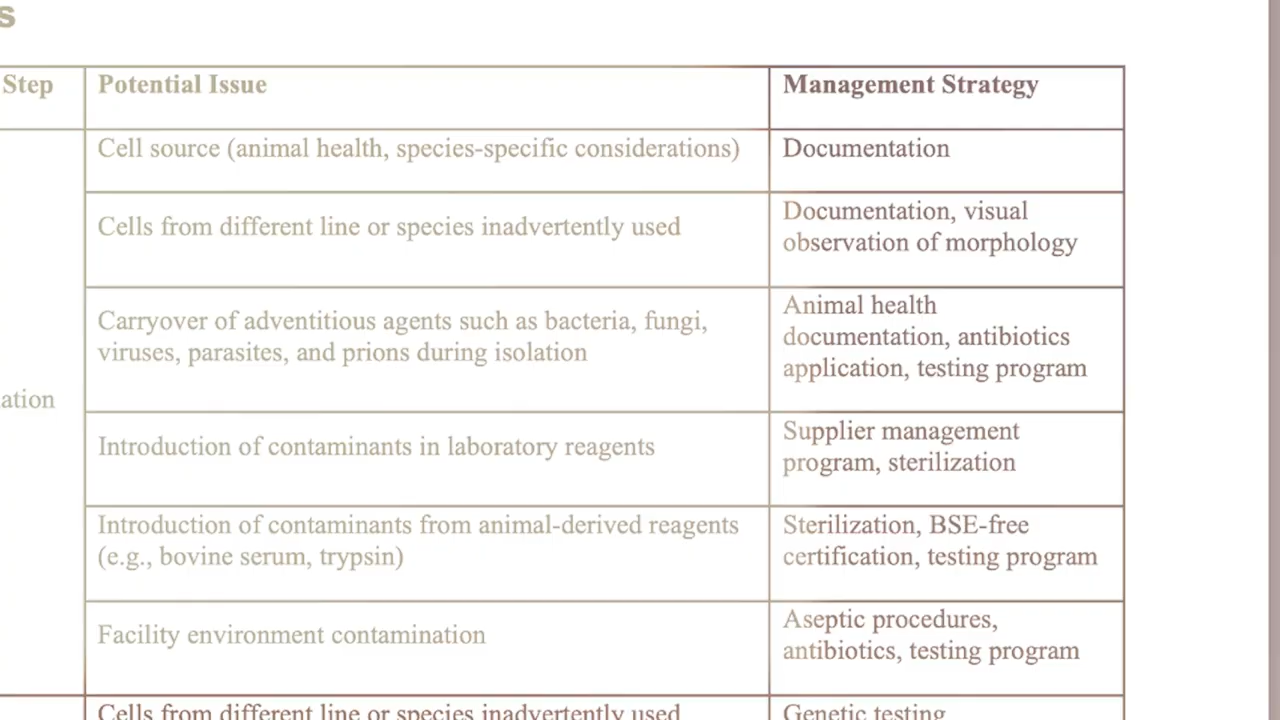 s
Step
Potential Issue
Management Strategy
Cell source (animal health, species-specific considerations)
Documentation
Cells from different line or species inadvertently used
Documentation, visual
observation of morphology
Carryover of adventitious agents such as bacteria, fungi,
viruses, parasites, and prions during isolation
Animal health
documentation, antibiotics
application, testing program
ation
Introduction of contaminants in laboratory reagents
Supplier management
program, sterilization
Introduction of contaminants from animal-derived reagents
(e.g., bovine serum, trypsin)
Sterilization, BSE-free
certification, testing program
Facility environment contamination
Aseptic procedures,
antibiotics, testing program
Cells from different line or species inadvertently used
Genetic testing